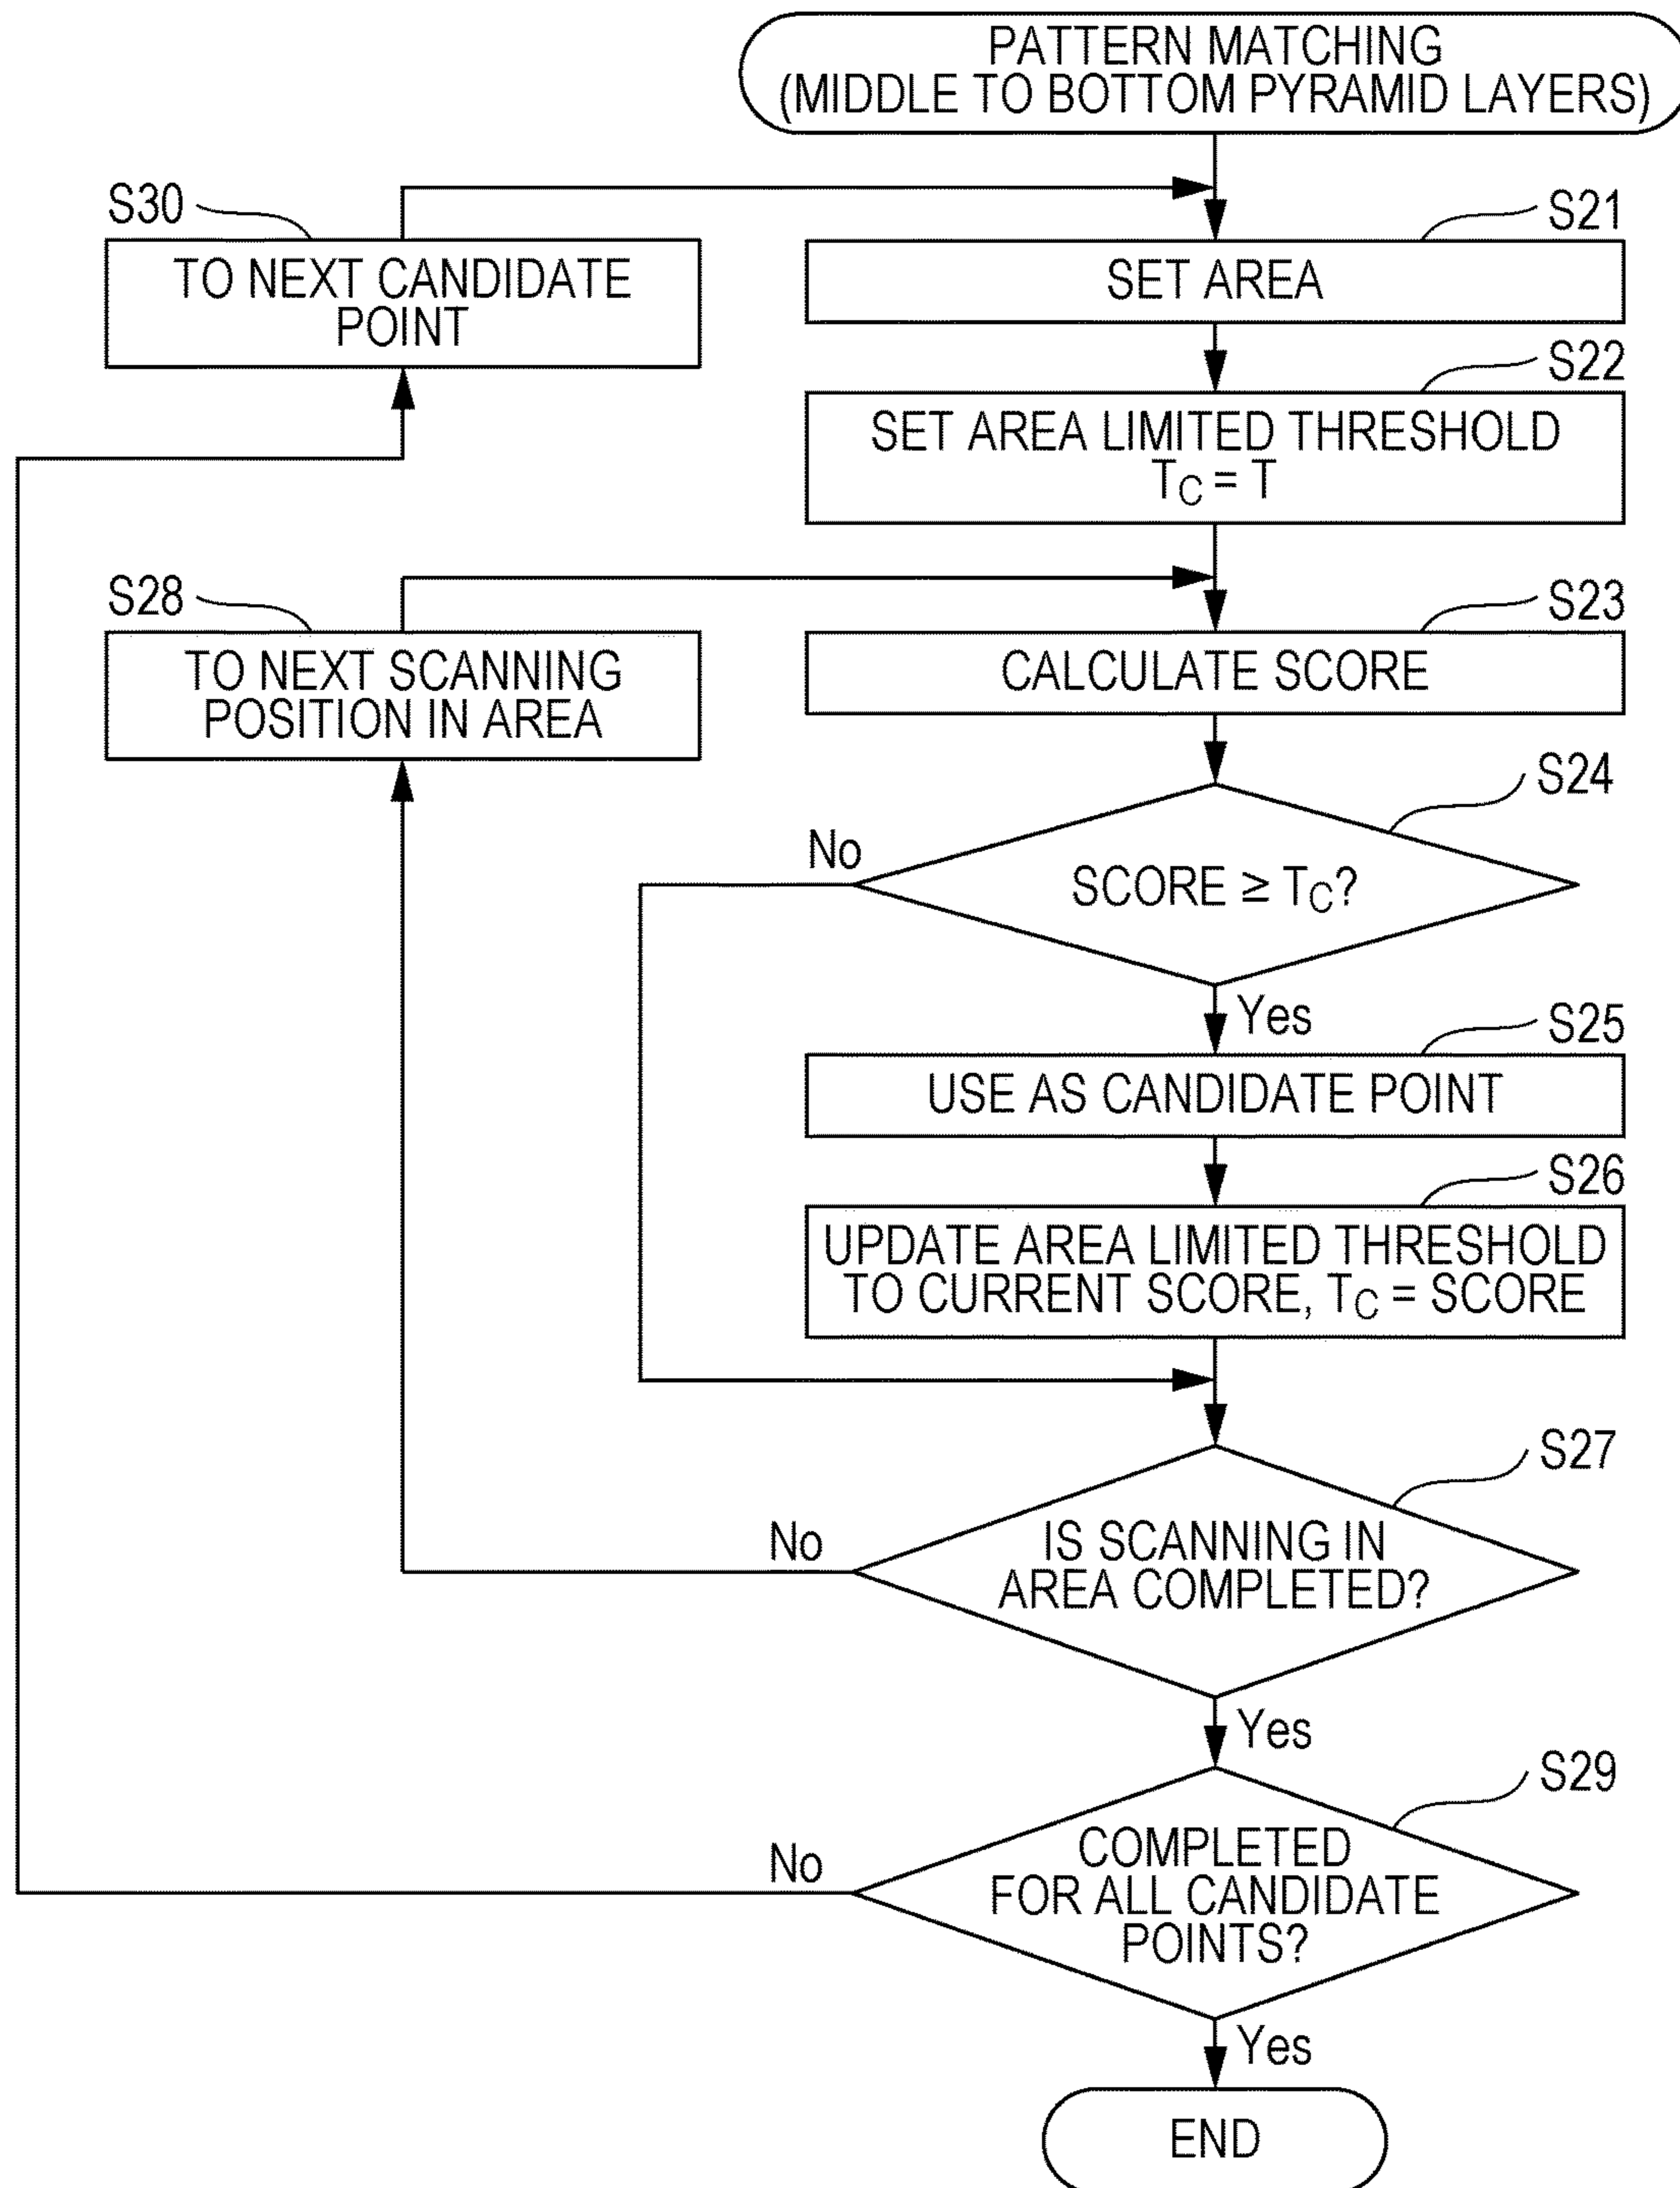 PATTERN MATCHING
(MIDDLE TO BOTTOM PYRAMID LAYERS)
S30
TO NEXT CANDIDATE
POINT
S21
SET AREA
S22
SET AREA LIMITED THRESHOLD
TC = T
S28
TO NEXT SCANNING
POSITION IN AREA
S23
CALCULATE SCORE
S24
No
SCORE ≥ TC?
Yes
S25
USE AS CANDIDATE POINT
S26
UPDATE AREA LIMITED THRESHOLD
TO CURRENT SCORE, TC = SCORE
S27
No
IS SCANNING IN
AREA COMPLETED?
Yes
S29
No
COMPLETED
FOR ALL CANDIDATE
POINTS?
Yes
END